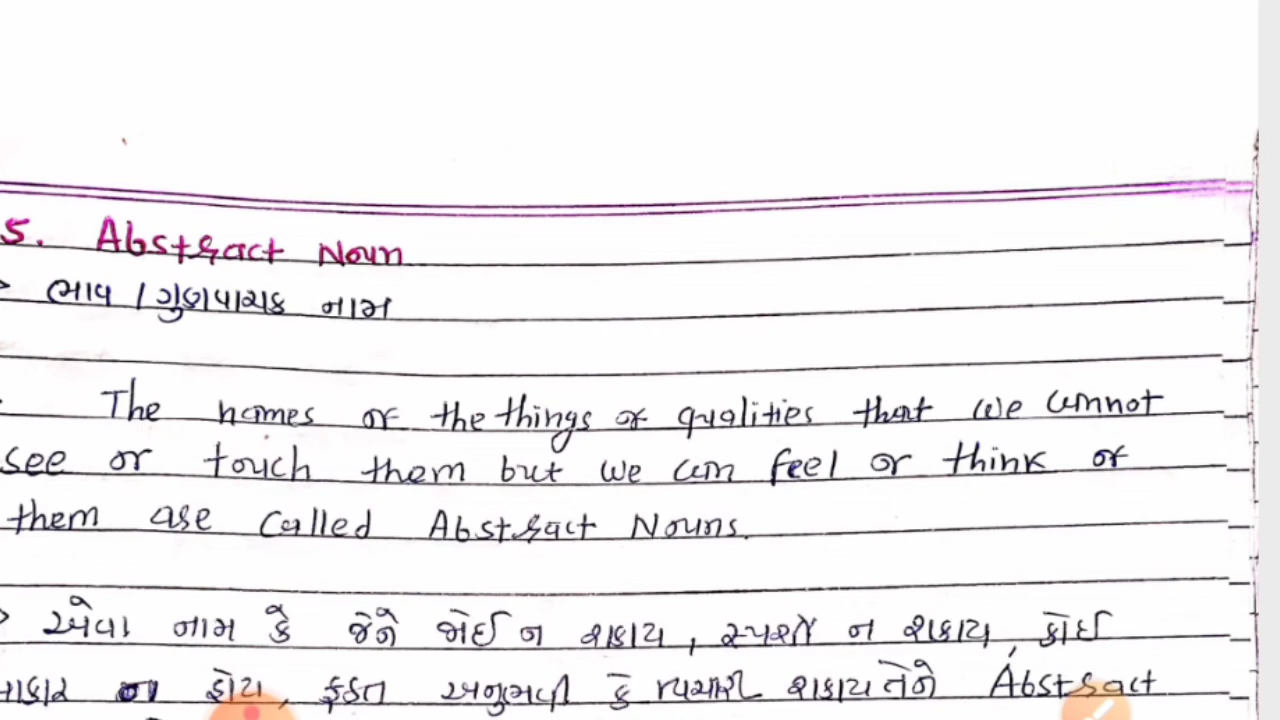 5. Abstract Noun
> ભાવ / ગુણવાચક નામ
The names of the things of qualities that we cannot
see or touch them but we can feel or think of
them are called Abstract Nouns.
> એવા નામ કે જેને જોઈ ન શકાય, સ્પર્શી ન શકાય, કોઈ
આકાર ન હોય, ફક્ત અનુભવી કે વિચારી શકાય તેને Abstract